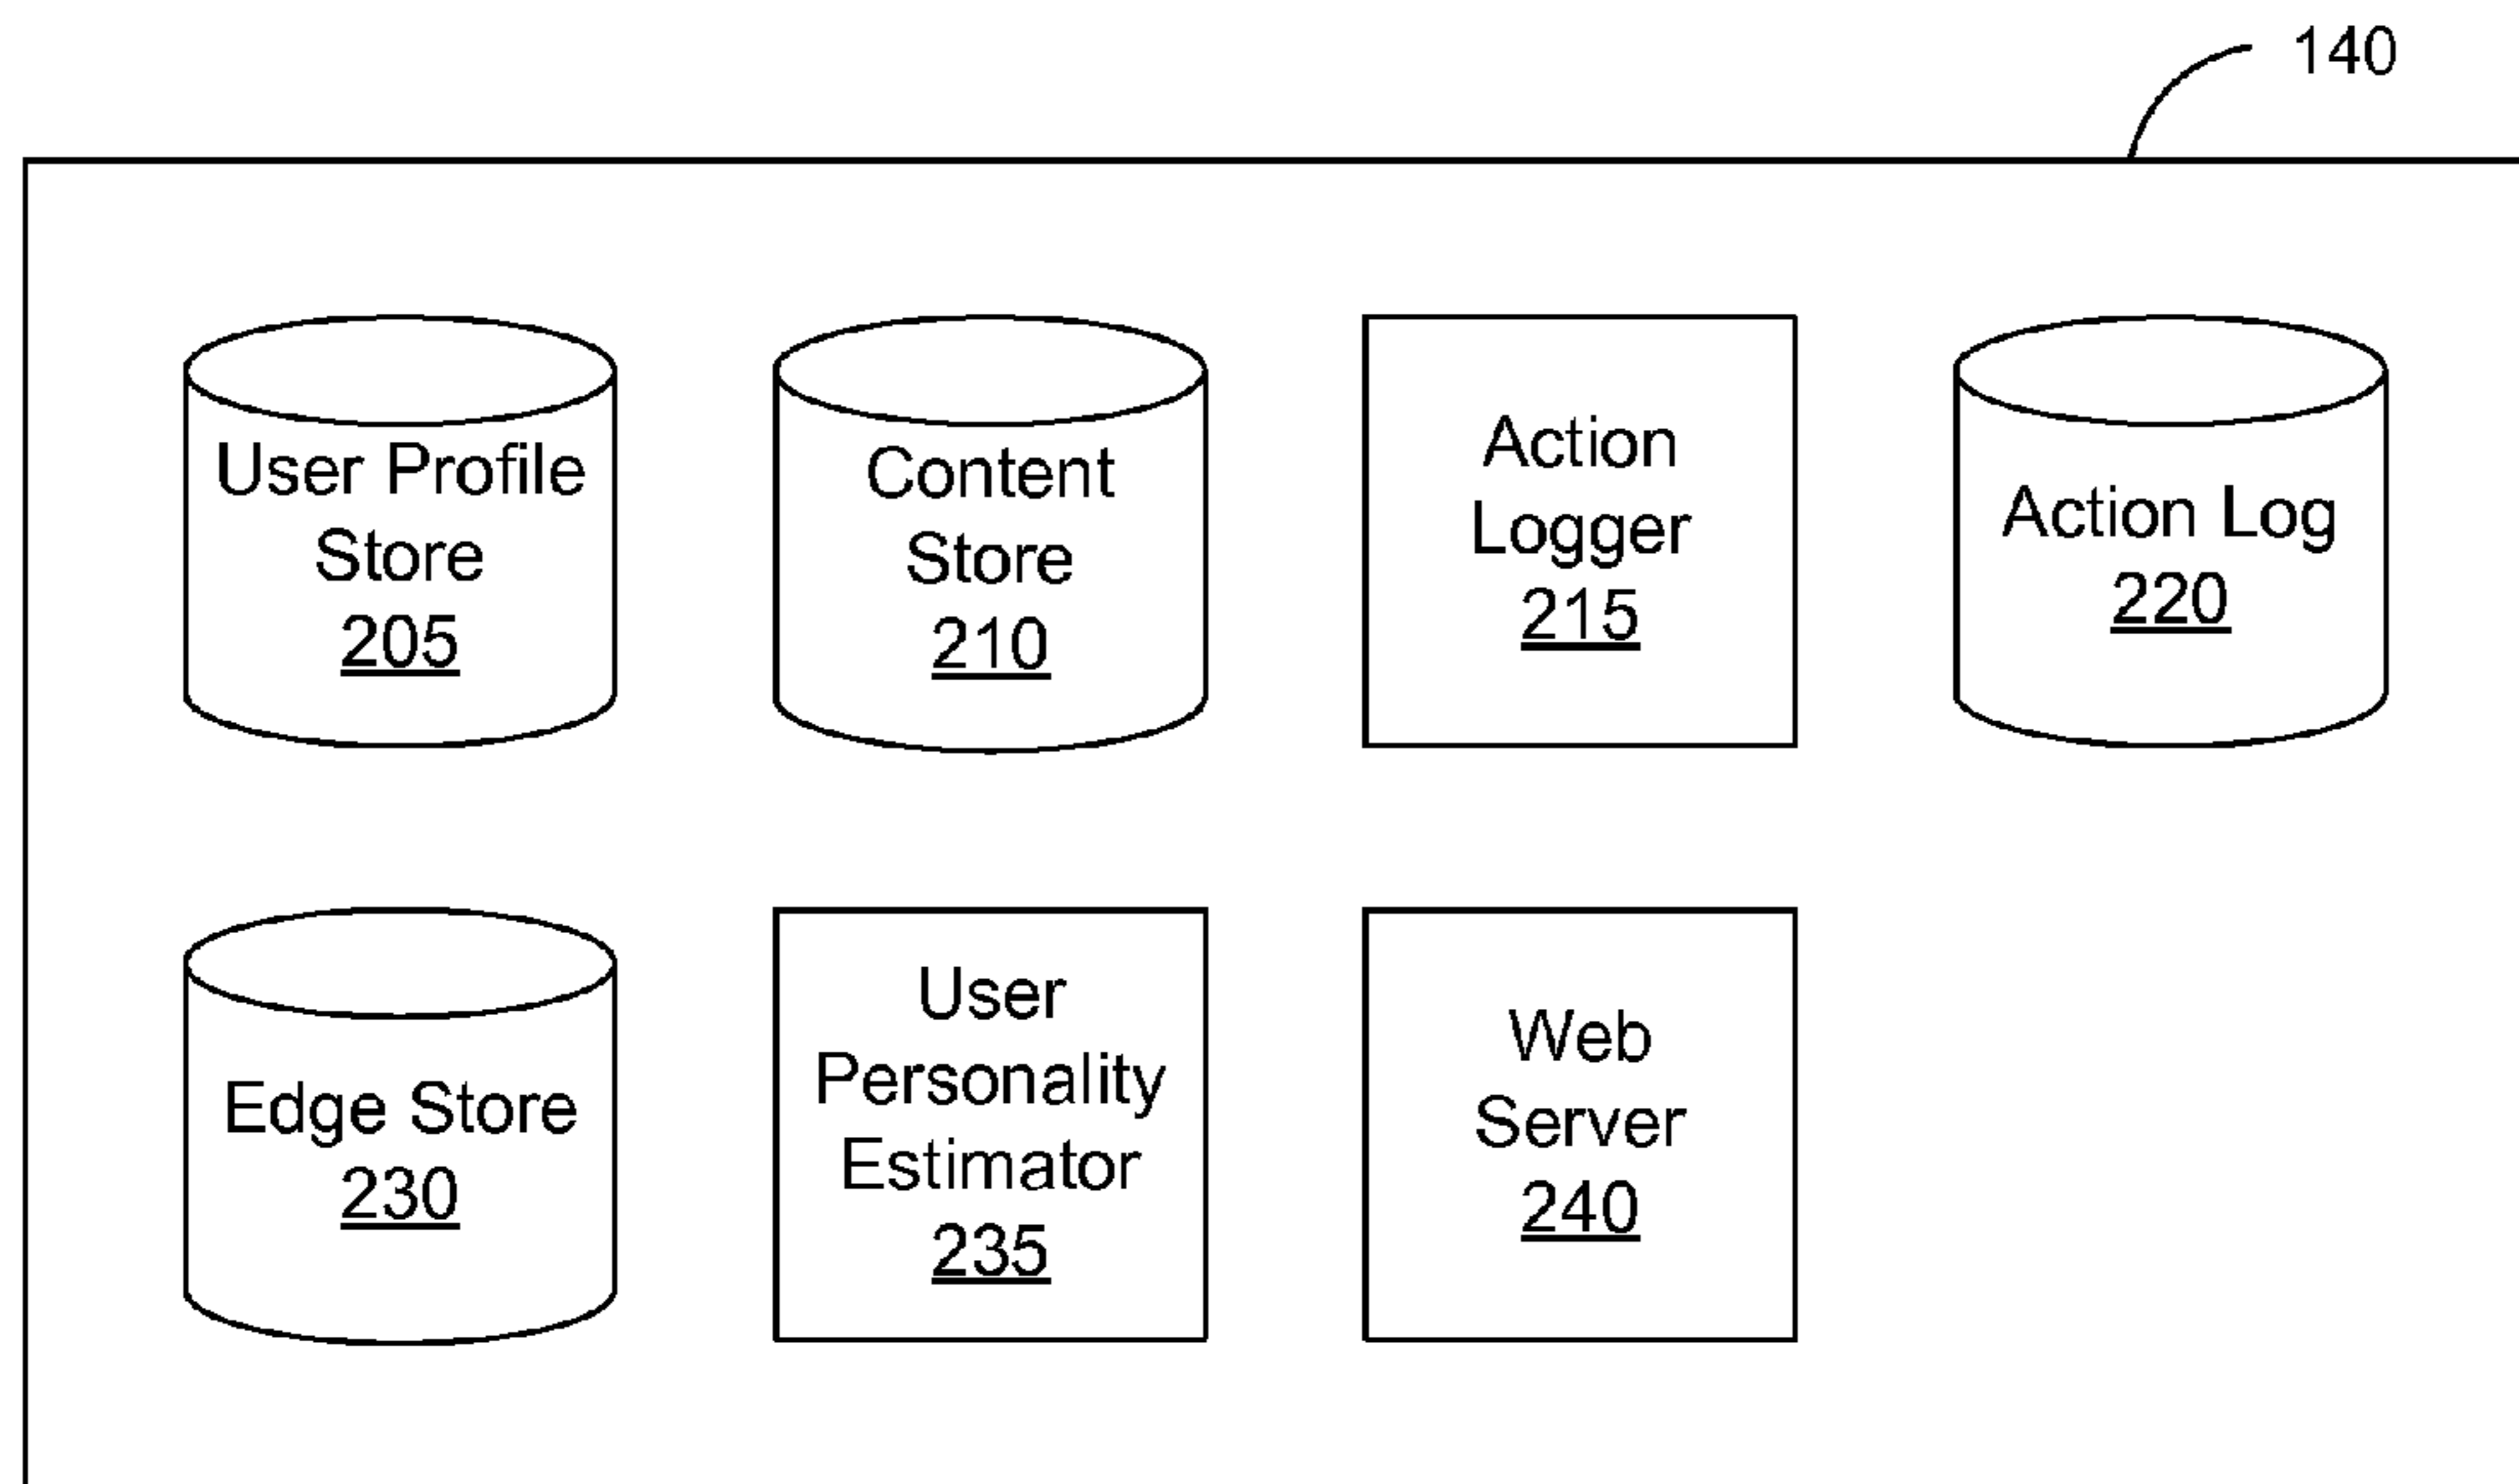 140
User Profile
Store
205
Content
Store
210
Action
Logger
215
Action Log
220
Edge Store
230
User
Personality
Estimator
235
Web
Server
240